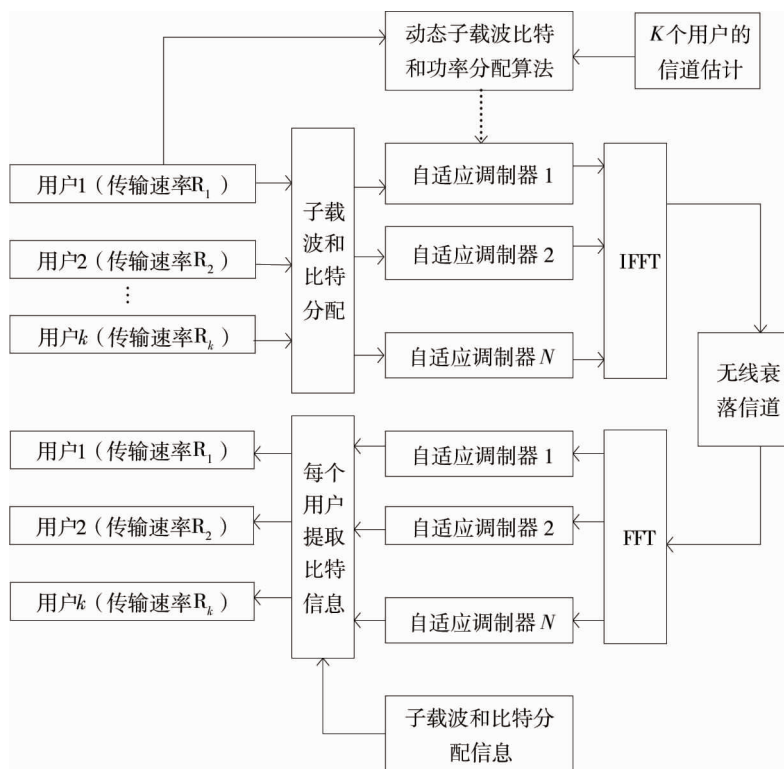 动态子载波比特
和功率分配算法
K个用户的
信道估计
用户1（传输速率R₁）
用户2（传输速率R₂）
⋮
用户k（传输速率Rₖ）
子载
波和
比特
分配
自适应调制器 1
自适应调制器 2
自适应调制器 N
IFFT
无线衰
落信道
用户1（传输速率R₁）
用户2（传输速率R₂）
用户k（传输速率Rₖ）
每个
用户
提取
比特
信息
自适应调制器 1
自适应调制器 2
自适应调制器 N
FFT
子载波和比特分
配信息